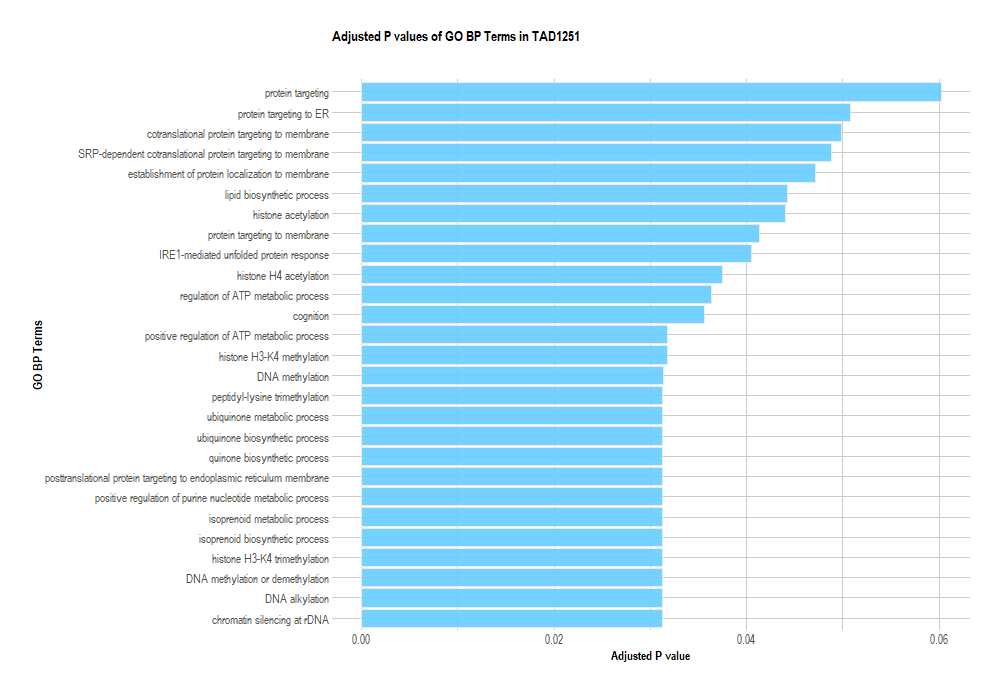 Adjusted P values of GO BP Terms in TAD1251
GO BP Terms
protein targeting
protein targeting to ER
cotranslational protein targeting to membrane
SRP-dependent cotranslational protein targeting to membrane
establishment of protein localization to membrane
lipid biosynthetic process
histone acetylation
protein targeting to membrane
IRE1-mediated unfolded protein response
histone H4 acetylation
regulation of ATP metabolic process
cognition
positive regulation of ATP metabolic process
histone H3-K4 methylation
DNA methylation
peptidyl-lysine trimethylation
ubiquinone metabolic process
ubiquinone biosynthetic process
quinone biosynthetic process
posttranslational protein targeting to endoplasmic reticulum membrane
positive regulation of purine nucleotide metabolic process
isoprenoid metabolic process
isoprenoid biosynthetic process
histone H3-K4 trimethylation
DNA methylation or demethylation
DNA alkylation
chromatin silencing at rDNA
0.00 0.02 0.04 0.06
Adjusted P value